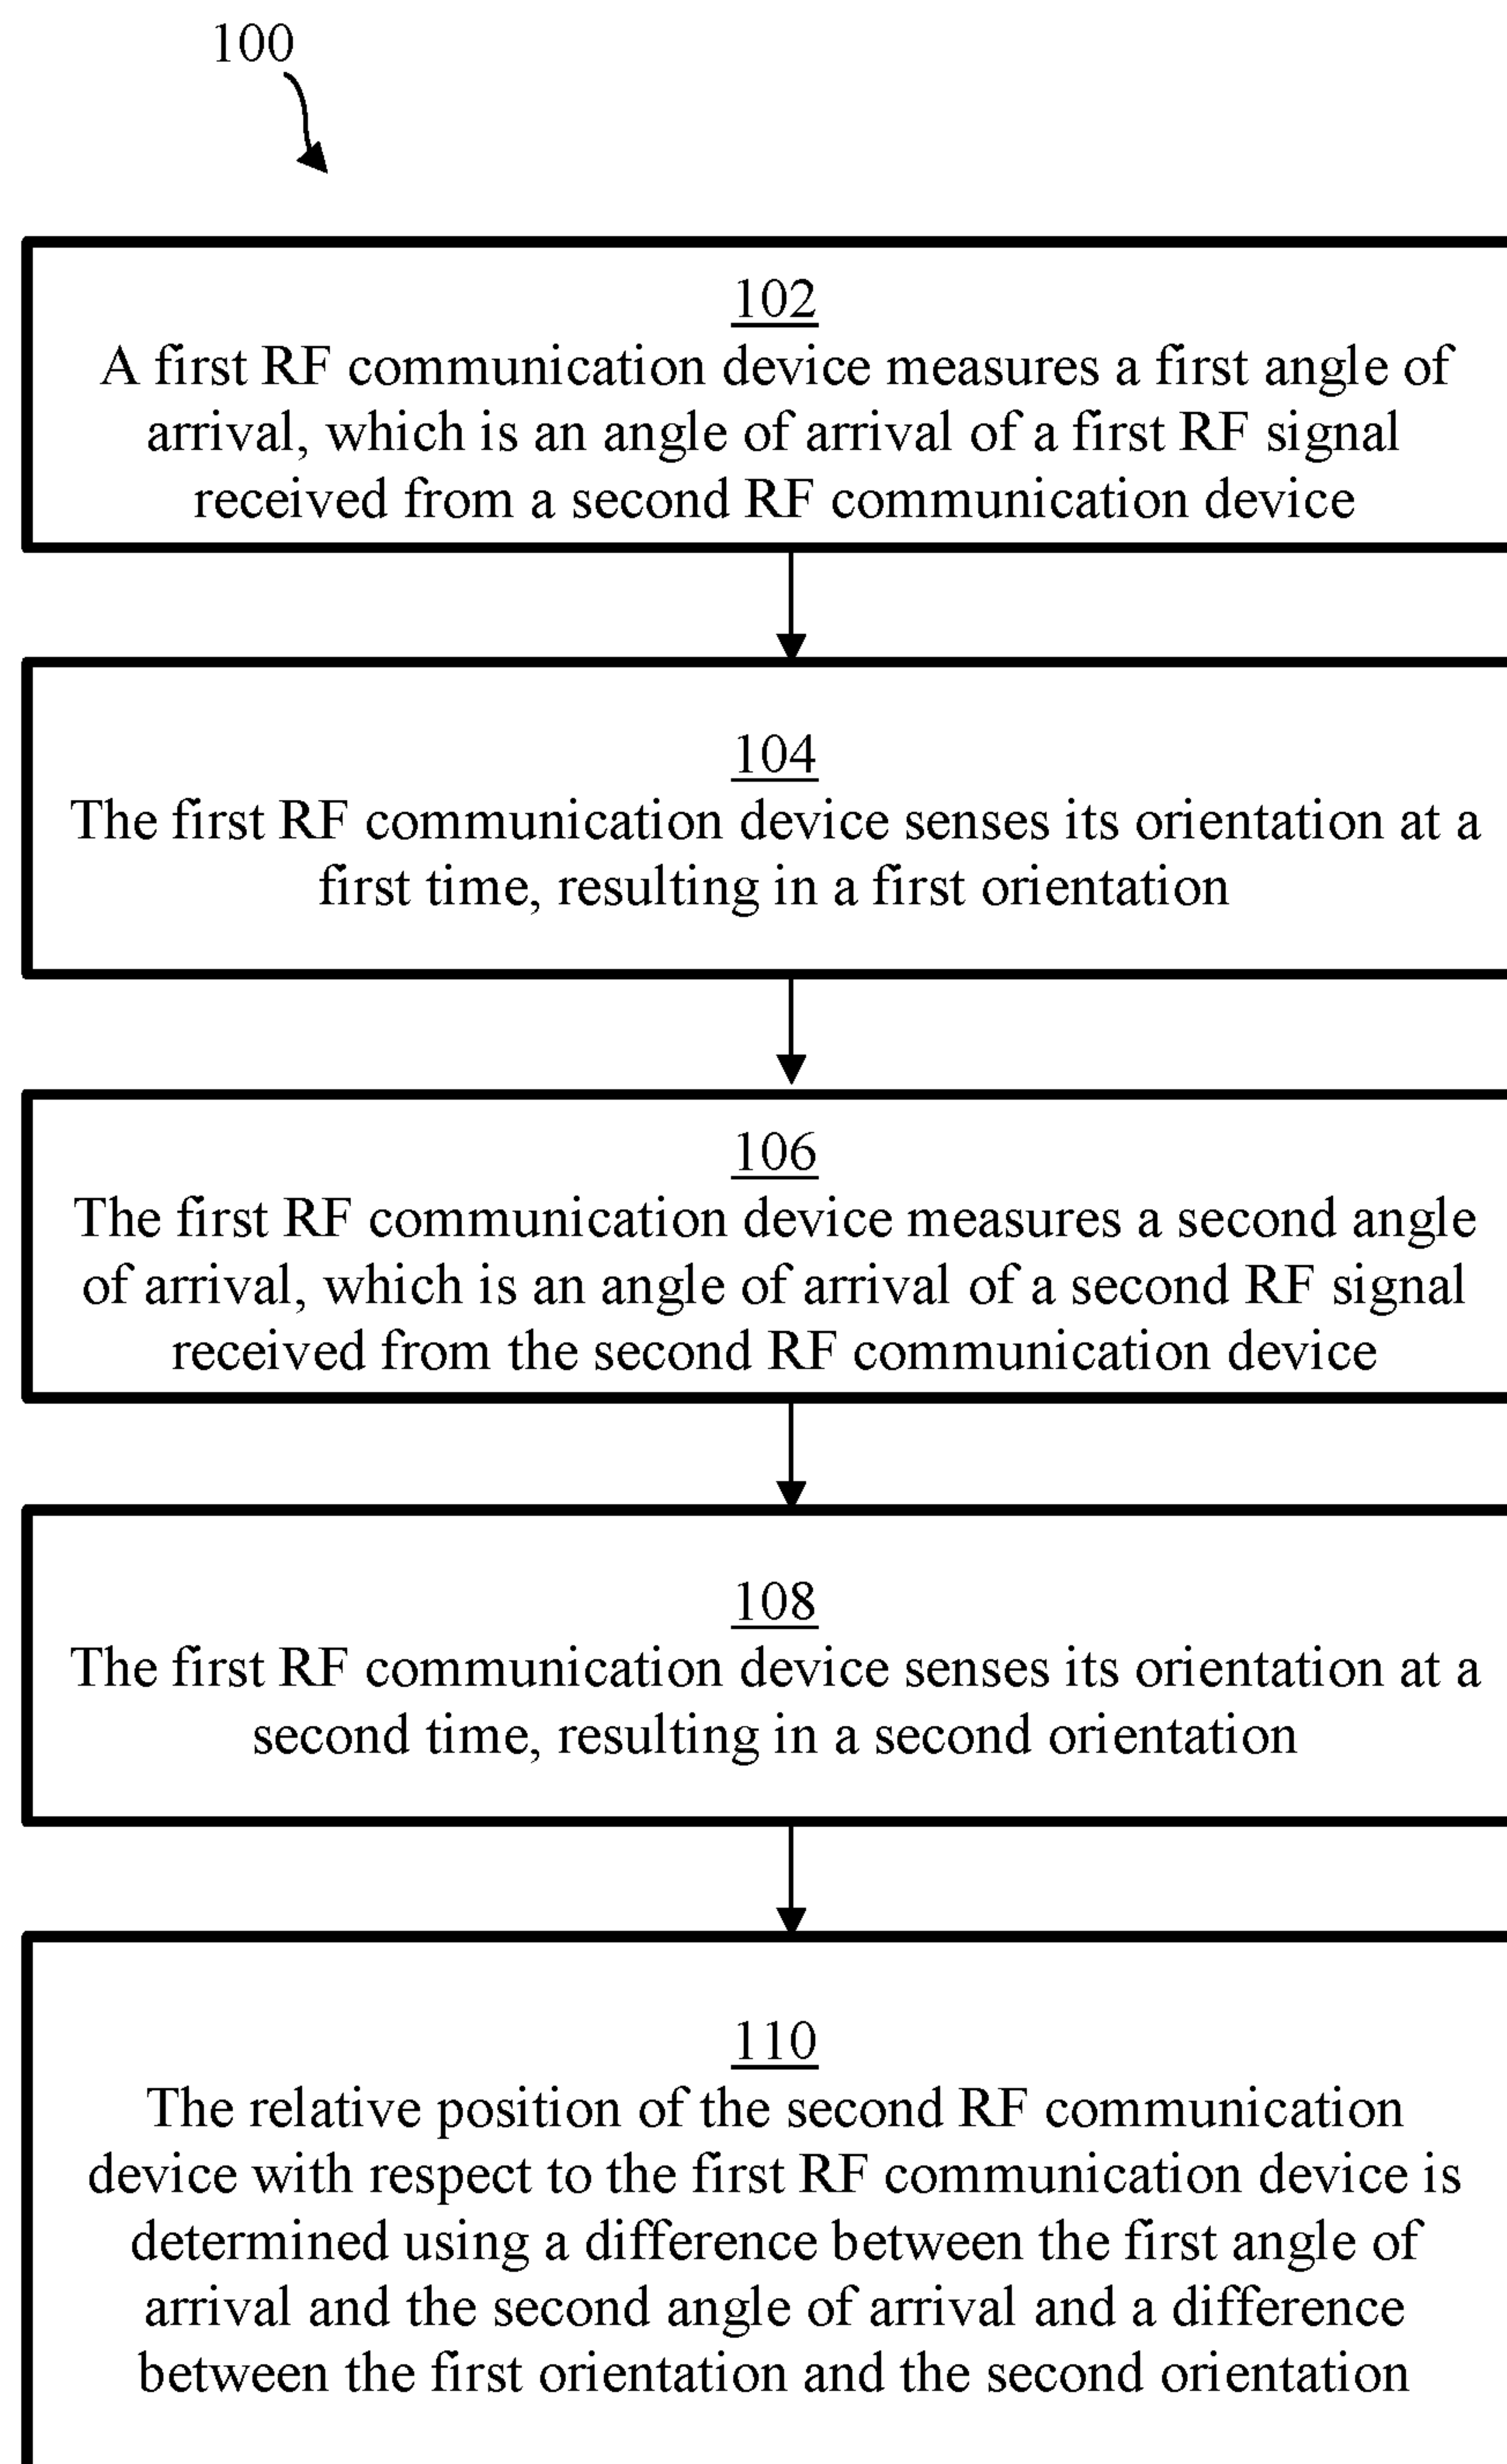 100
102
A first RF communication device measures a first angle of
arrival, which is an angle of arrival of a first RF signal
received from a second RF communication device
104
The first RF communication device senses its orientation at a
first time, resulting in a first orientation
106
The first RF communication device measures a second angle
of arrival, which is an angle of arrival of a second RF signal
received from the second RF communication device
108
The first RF communication device senses its orientation at a
second time, resulting in a second orientation
110
The relative position of the second RF communication
device with respect to the first RF communication device is
determined using a difference between the first angle of
arrival and the second angle of arrival and a difference
between the first orientation and the second orientation